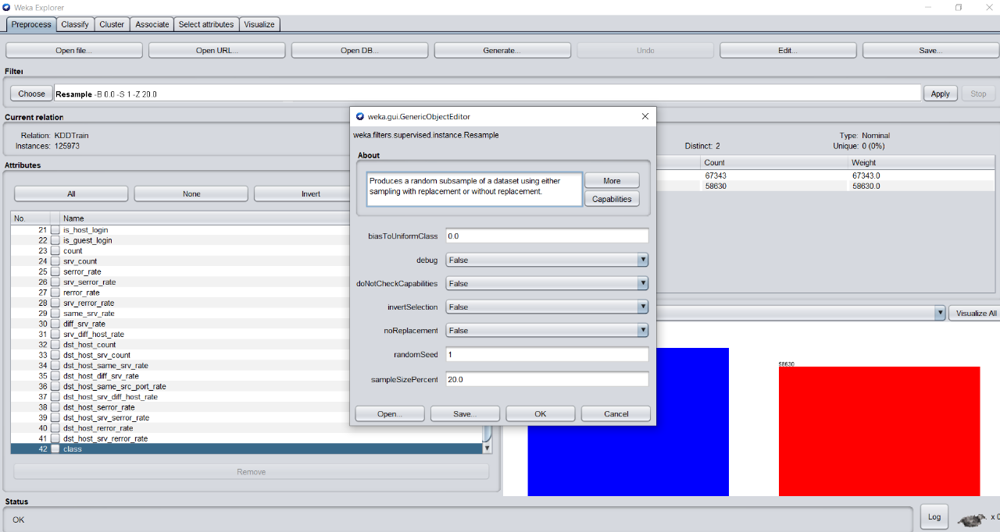 Weka Explorer
Preprocess Classify Cluster Associate Select attributes Visualize
Open file... Open URL... Open DB... Generate... Undo Edit... Save...
Filter
Choose Resample -B 0.0 -S 1 -Z 20.0 Apply Stop
Current relation
Relation: KDDTrain
Instances: 125973
Attributes
All None Invert
No. Name
21 is_host_login
22 is_guest_login
23 count
24 srv_count
25 serror_rate
26 srv_serror_rate
27 rerror_rate
28 srv_rerror_rate
29 same_srv_rate
30 diff_srv_rate
31 srv_diff_host_rate
32 dst_host_count
33 dst_host_srv_count
34 dst_host_same_srv_rate
35 dst_host_diff_srv_rate
36 dst_host_same_src_port_rate
37 dst_host_srv_diff_host_rate
38 dst_host_serror_rate
39 dst_host_srv_serror_rate
40 dst_host_rerror_rate
41 dst_host_srv_rerror_rate
42 class
Remove
weka.gui.GenericObjectEditor
weka.filters.supervised.instance.Resample
About
Produces a random subsample of a dataset using either
sampling with replacement or without replacement.
More
Capabilities
biasToUniformClass 0.0
debug False
doNotCheckCapabilities False
invertSelection False
noReplacement False
randomSeed 1
sampleSizePercent 20.0
Open... Save... OK Cancel
Type: Nominal
Distinct: 2 Unique: 0 (0%)
Count Weight
67343 67343.0
58630 58630.0
Visualize All
58630
Status
OK
Log x 0